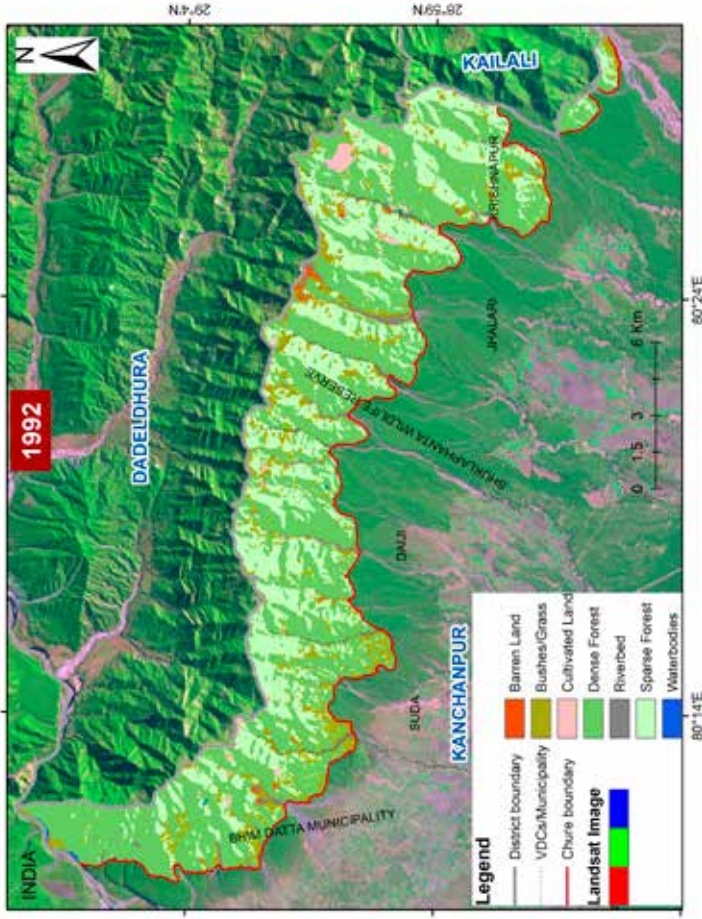 1992
N
29°4'N
28°59'N
INDIA
DADELDHURA
KAILALI
KRISHNAPUR
JHALARI
SHUKLAPHANTA WILDLIFE RESERVE
DAIJI
SUDA
BHIM DATTA MUNICIPALITY
KANCHANPUR
0 1.5 3 6 Km
Legend
District boundary
VDCs/Municipality
Chure boundary
Landsat Image
Barren Land
Bushes/Grass
Cultivated Land
Dense Forest
Riverbed
Sparse Forest
Waterbodies
80°14'E
80°24'E